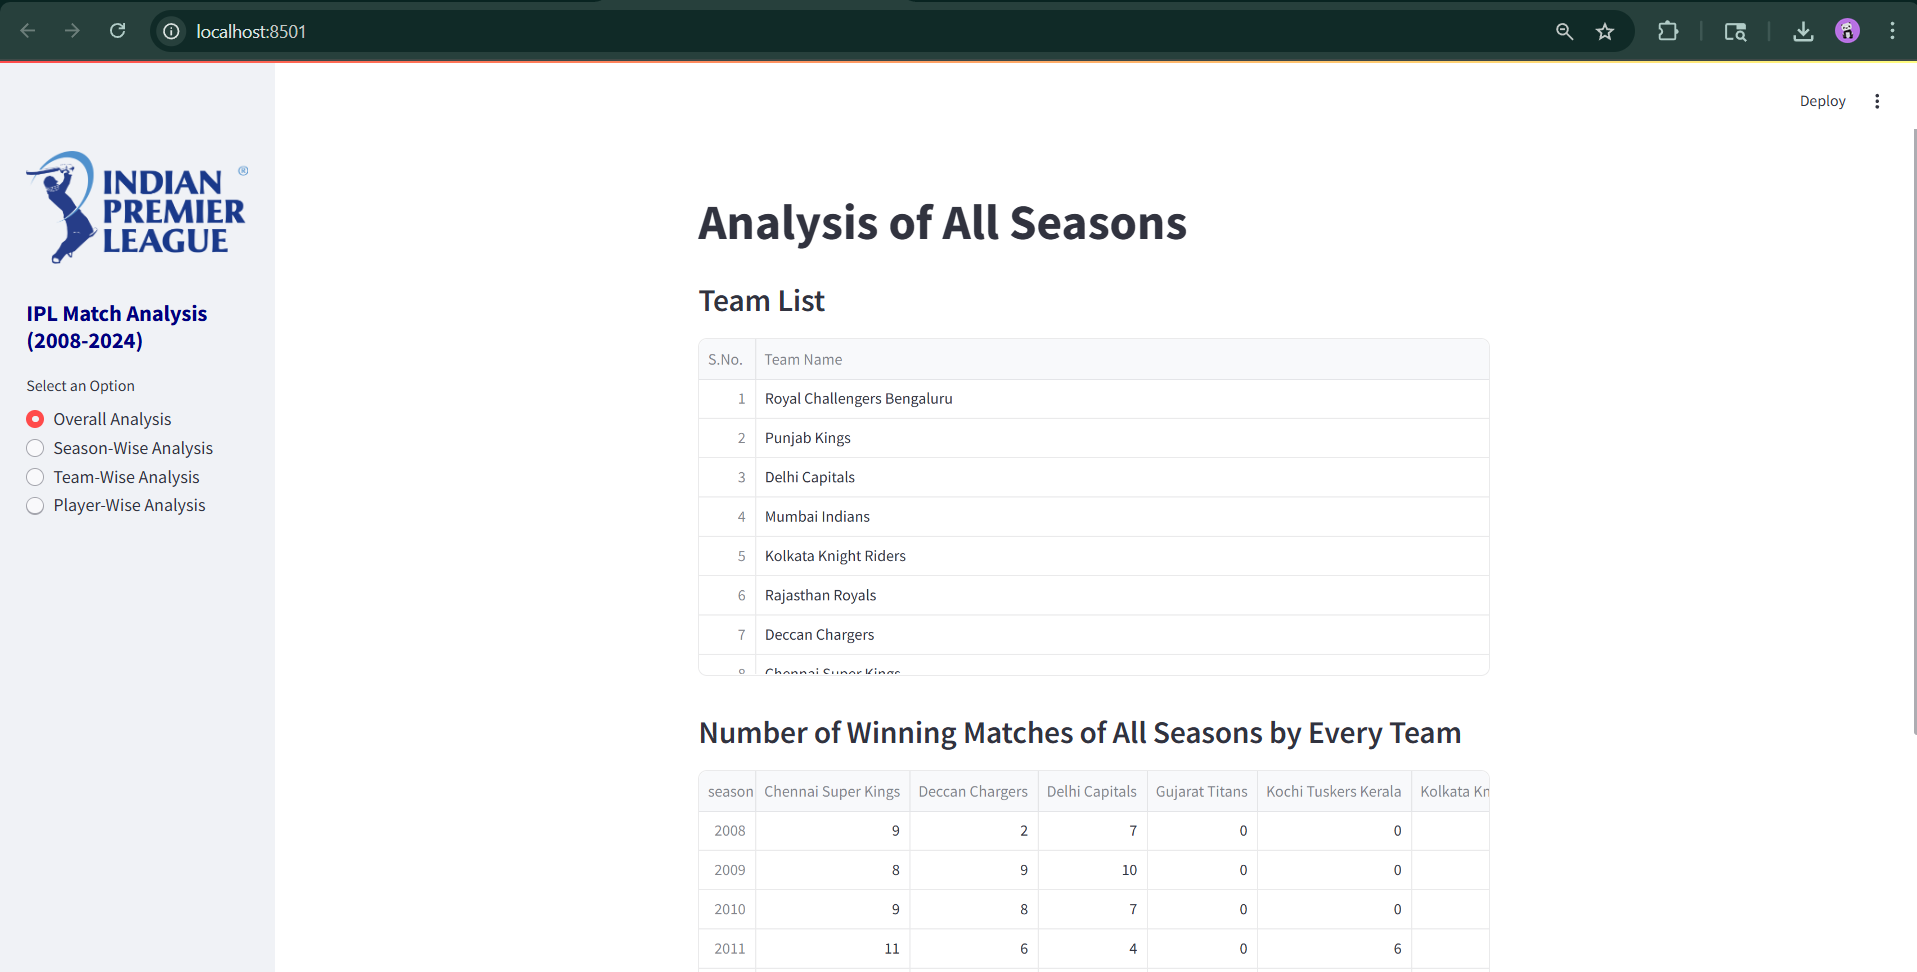 localhost:8501
Deploy
INDIAN ®
PREMIER
LEAGUE
IPL Match Analysis
(2008-2024)
Select an Option
Overall Analysis
Season-Wise Analysis
Team-Wise Analysis
Player-Wise Analysis
Analysis of All Seasons
Team List
S.No. Team Name
1 Royal Challengers Bengaluru
2 Punjab Kings
3 Delhi Capitals
4 Mumbai Indians
5 Kolkata Knight Riders
6 Rajasthan Royals
7 Deccan Chargers
8 Chennai Super Kings
Number of Winning Matches of All Seasons by Every Team
season Chennai Super Kings Deccan Chargers Delhi Capitals Gujarat Titans Kochi Tuskers Kerala Kolkata Kn
2008 9 2 7 0 0
2009 8 9 10 0 0
2010 9 8 7 0 0
2011 11 6 4 0 6